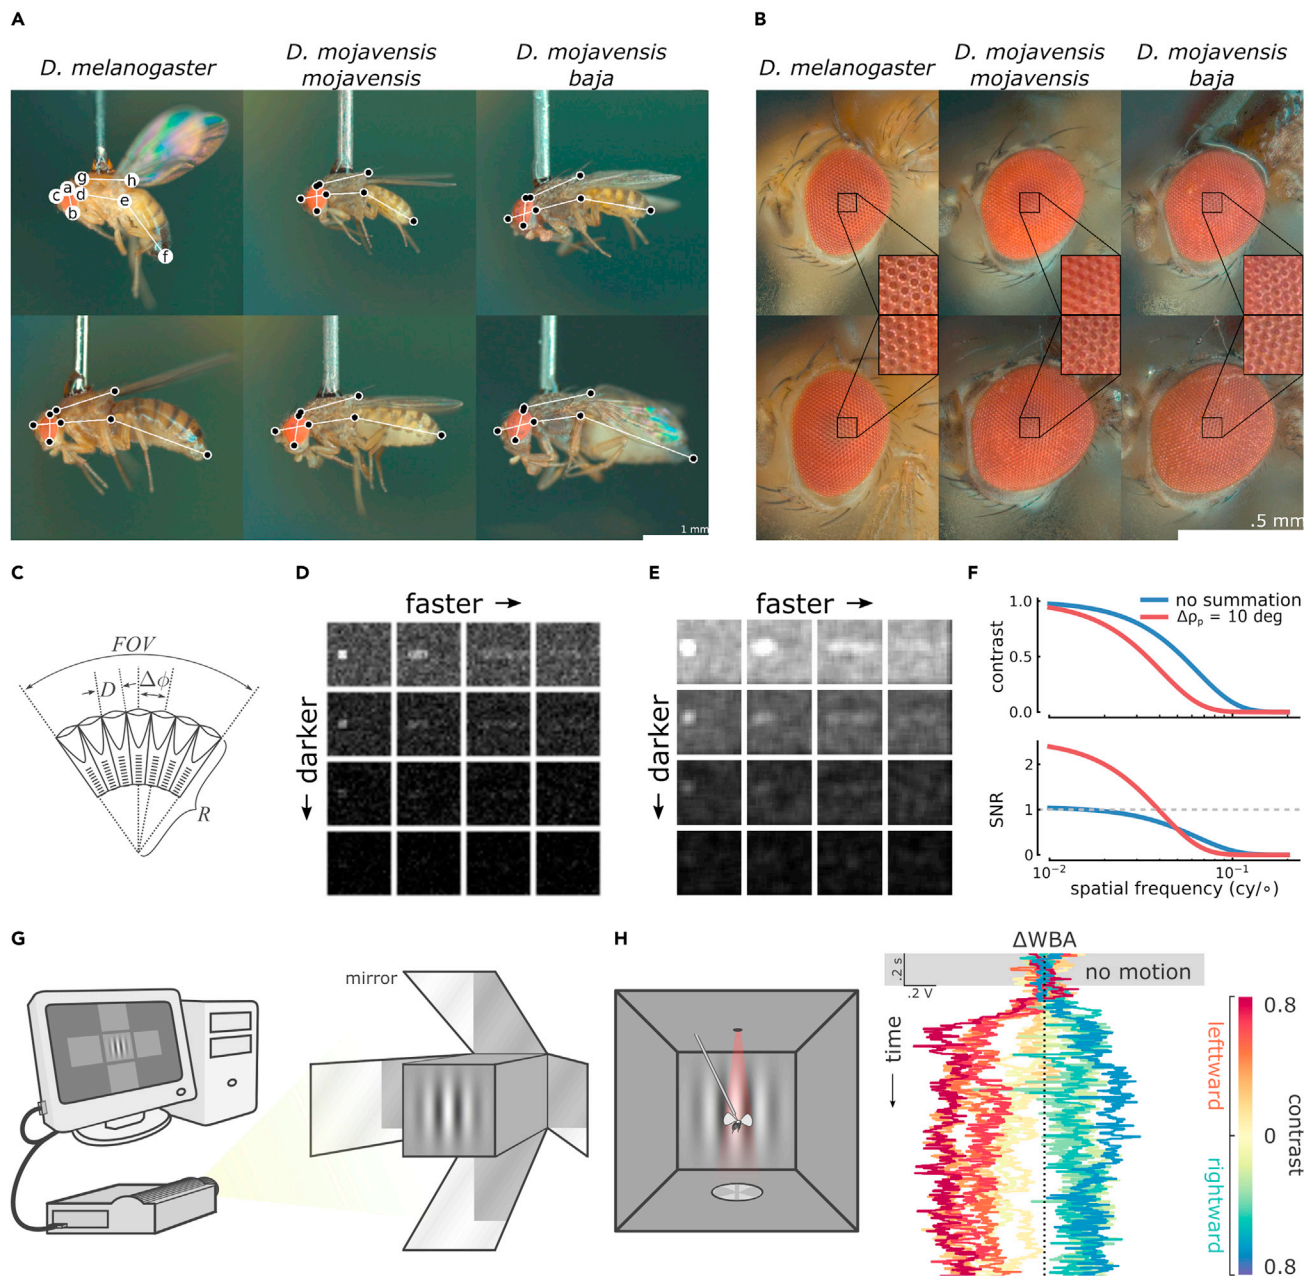 A
B
D. melanogaster
D. mojavensis
mojavensis
D. mojavensis
baja
D. melanogaster
D. mojavensis
mojavensis
D. mojavensis
baja
a
b
c
d
e
f
g
h
1 mm
.5 mm
C
D
E
F
FOV
D
Δϕ
R
faster →
darker
faster →
darker
no summation
Δρp = 10 deg
contrast
1.0
0.5
0.0
SNR
2
1
0
10−2
10−1
spatial frequency (cy/∘)
G
H
mirror
ΔWBA
.2 s
.2 V
no motion
← time
leftward
rightward
0.8
0
0.8
contrast